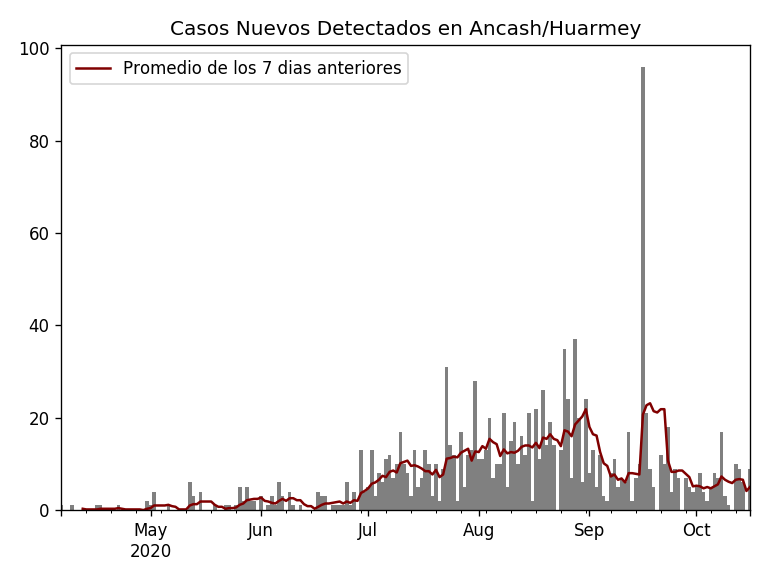 Casos Nuevos Detectados en Ancash/Huarmey
Promedio de los 7 dias anteriores
100
80
60
40
20
0
May Jun Jul Aug Sep Oct
2020